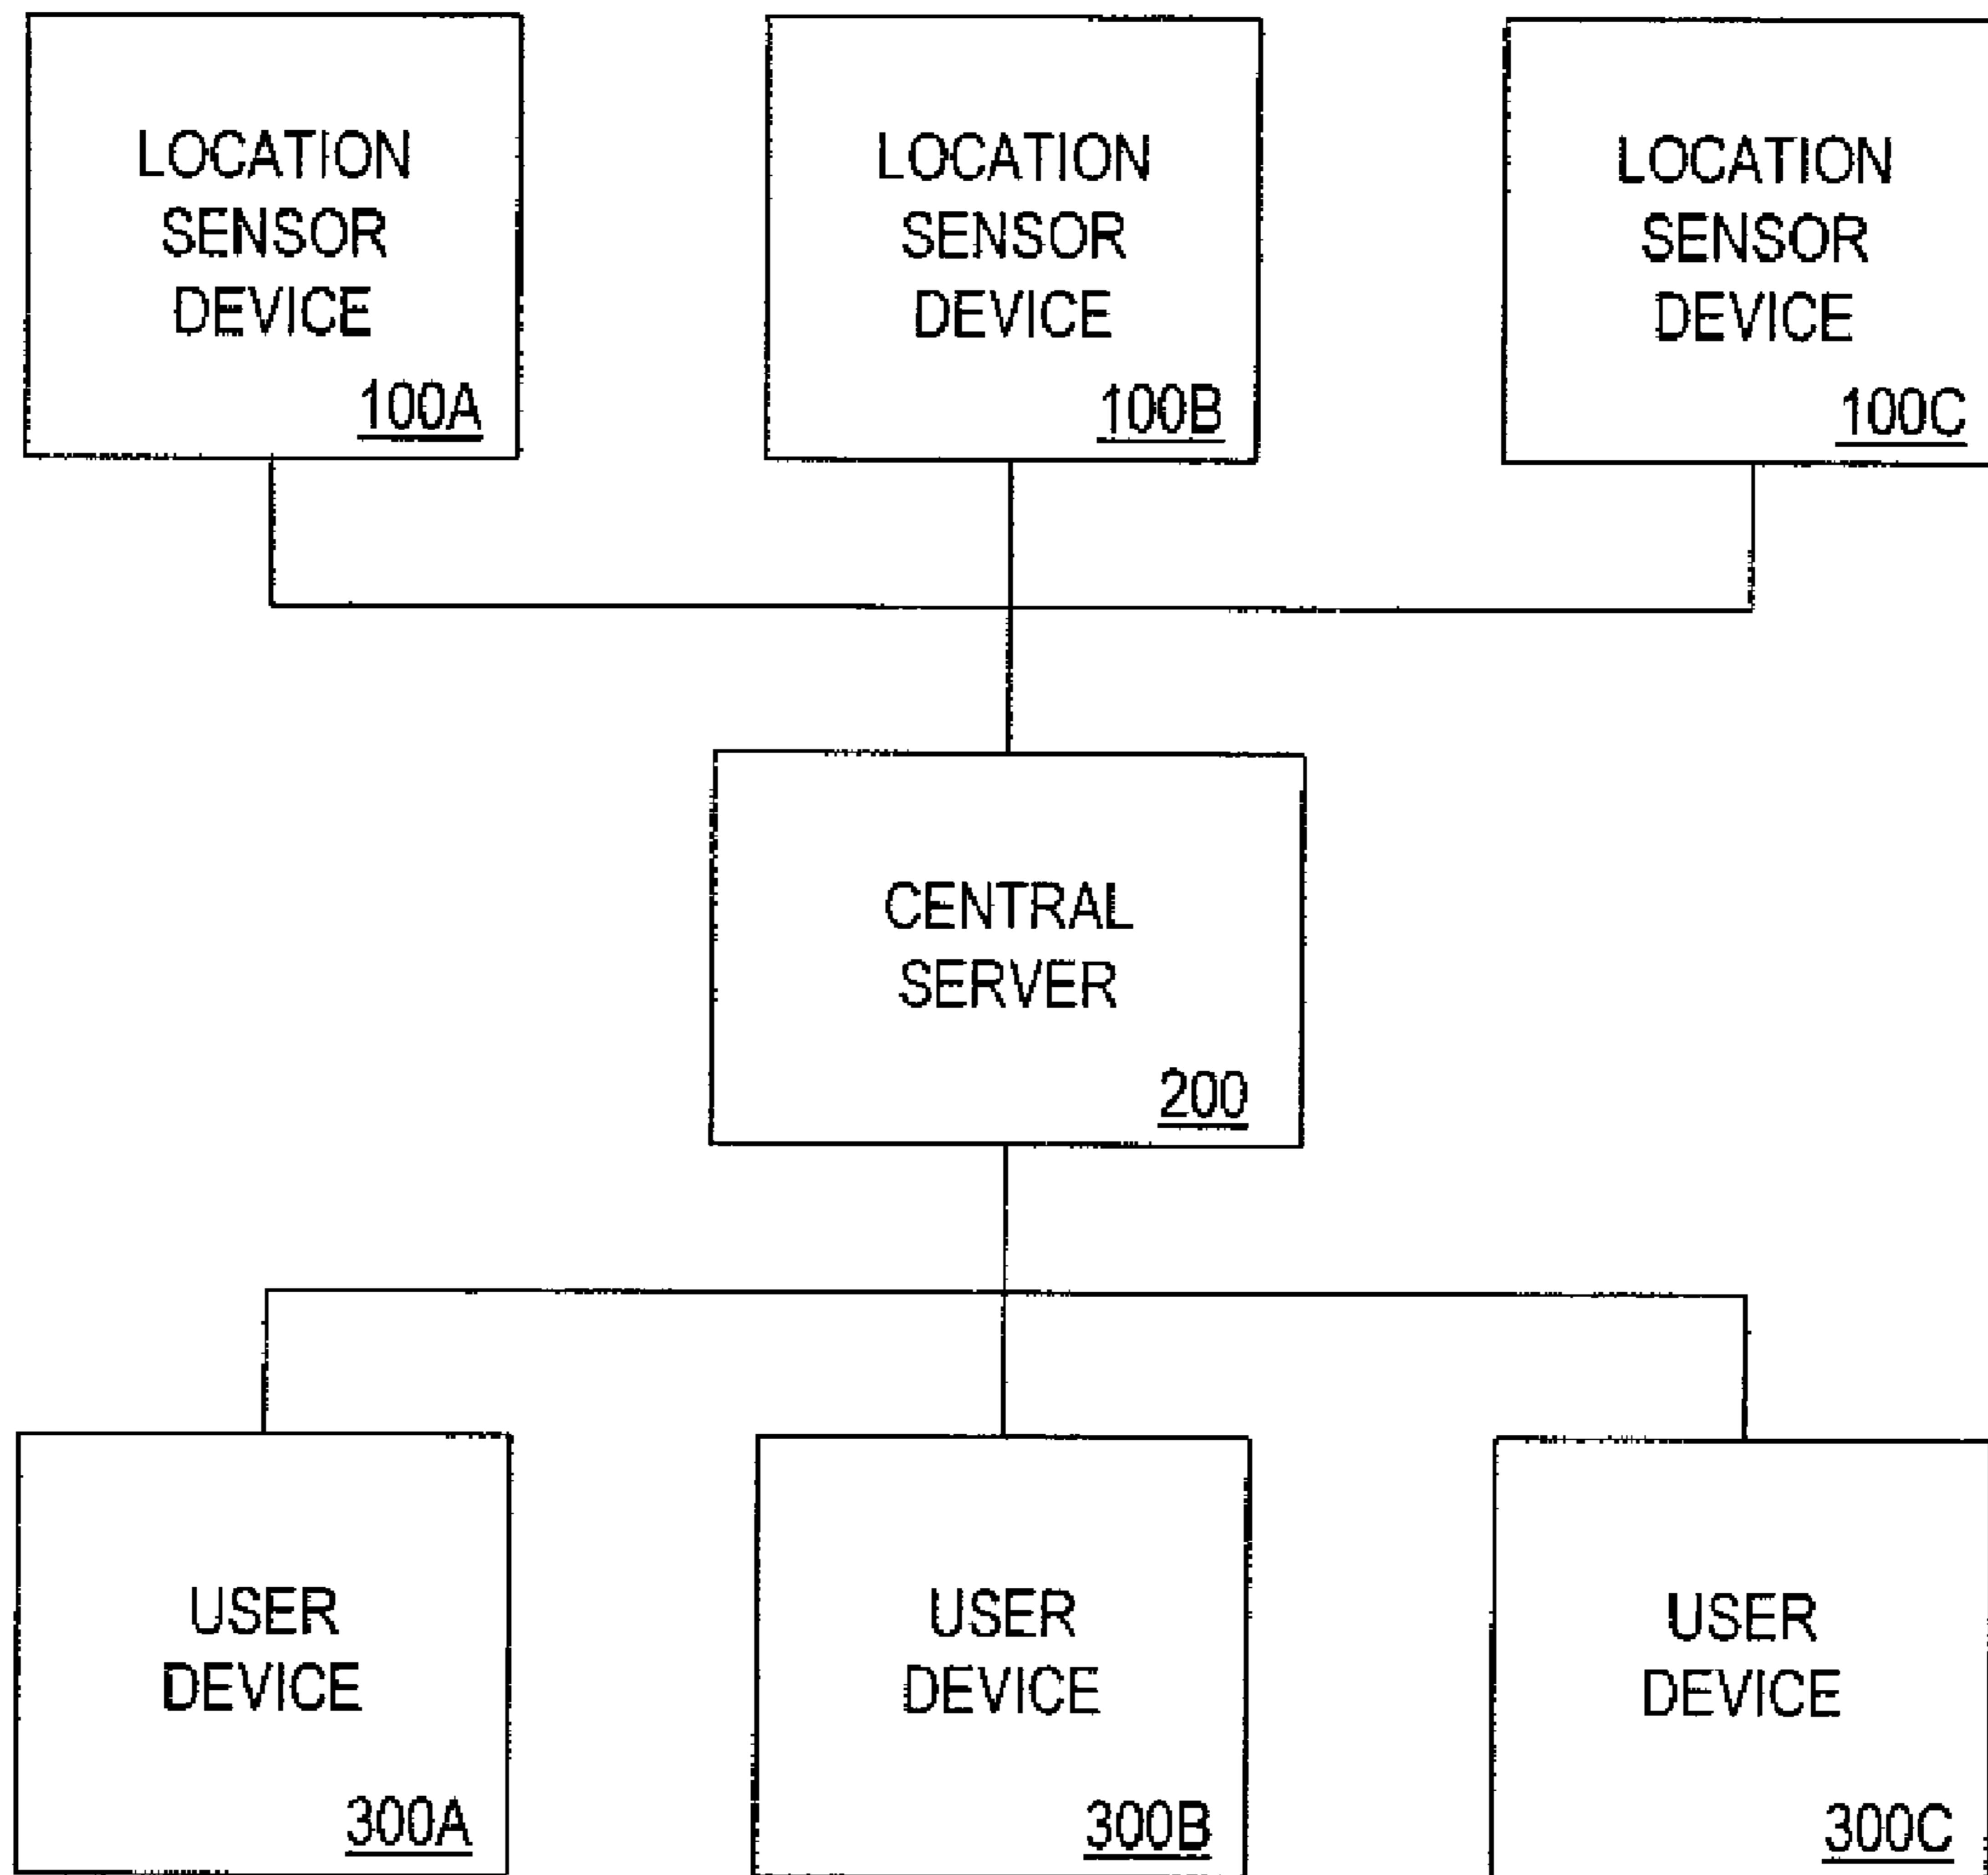 LOCATION
SENSOR
DEVICE
100A
LOCATION
SENSOR
DEVICE
100B
LOCATION
SENSOR
DEVICE
100C
CENTRAL
SERVER
200
USER
DEVICE
300A
USER
DEVICE
300B
USER
DEVICE
300C